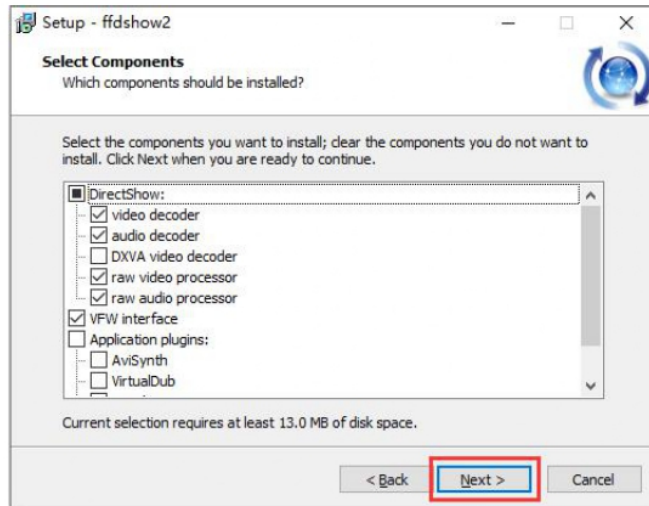 Setup - ffdshow2
Select Components
Which components should be installed?
Select the components you want to install; clear the components you do not want to
install. Click Next when you are ready to continue.
DirectShow:
video decoder
audio decoder
DXVA video decoder
raw video processor
raw audio processor
VFW interface
Application plugins:
AviSynth
VirtualDub
Current selection requires at least 13.0 MB of disk space.
< Back
Next >
Cancel